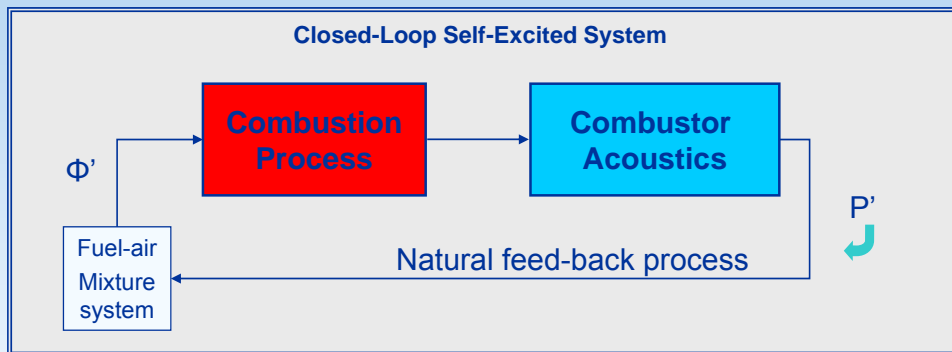 Closed-Loop Self-Excited System
Combustion
Process
Combustor
Acoustics
Φ’
P’
Fuel-air
Mixture
system
Natural feed-back process